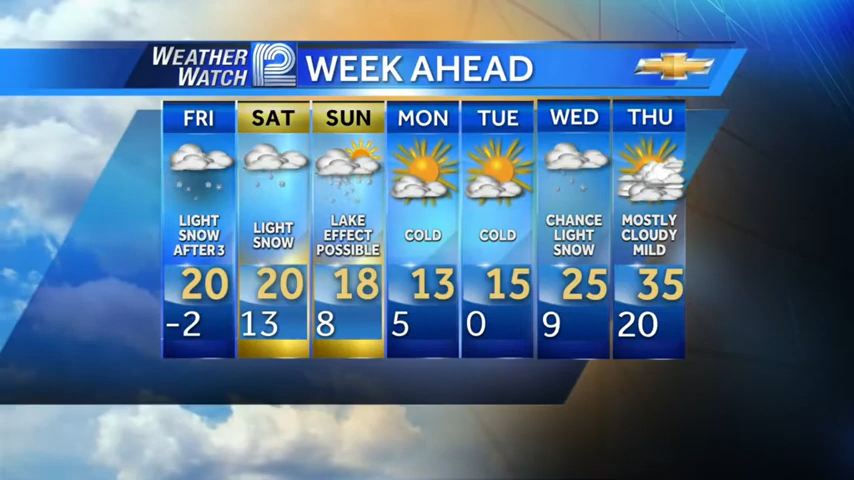 WEATHER WATCH 12 WEEK AHEAD
FRI SAT SUN MON TUE WED THU
LIGHT SNOW AFTER 3
LIGHT SNOW
LAKE EFFECT POSSIBLE
COLD
COLD
CHANCE LIGHT SNOW
MOSTLY CLOUDY MILD
20 20 18 13 15 25 35
-2 13 8 5 0 9 20